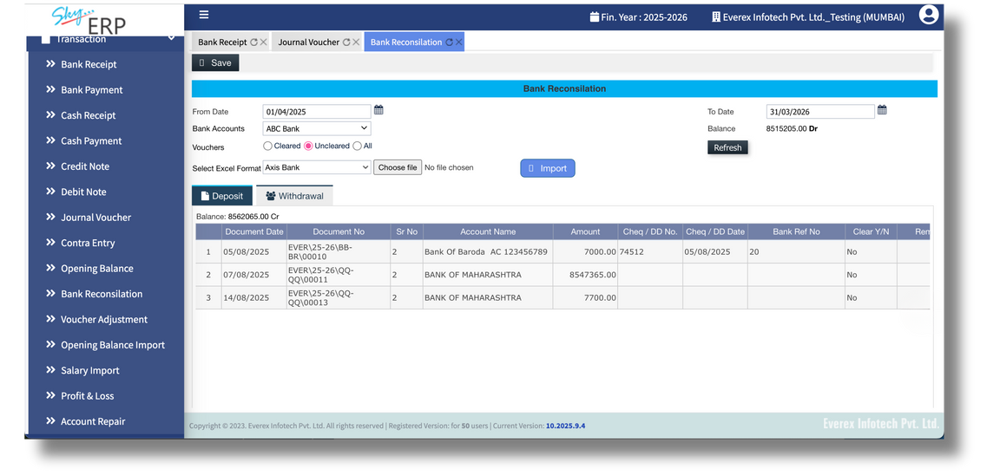 Sky
ERP
Fin. Year : 2025-2026
Everex Infotech Pvt. Ltd._Testing (MUMBAI)
Transaction
Bank Receipt
Bank Payment
Cash Receipt
Cash Payment
Credit Note
Debit Note
Journal Voucher
Contra Entry
Opening Balance
Bank Reconsilation
Voucher Adjustment
Opening Balance Import
Salary Import
Profit & Loss
Account Repair
Bank Receipt Journal Voucher Bank Reconsilation
Save
Bank Reconsilation
From Date 01/04/2025 To Date 31/03/2026
Bank Accounts ABC Bank Balance 8515205.00 Dr
Vouchers Cleared Uncleared All Refresh
Select Excel Format Axis Bank Choose file No file chosen Import
Deposit Withdrawal
Balance: 8562065.00 Cr
Document Date Document No Sr No Account Name Amount Cheq / DD No. Cheq / DD Date Bank Ref No Clear Y/N Rem
1 05/08/2025 EVER\25-26\BB-BR\00010 2 Bank Of Baroda AC 123456789 7000.00 74512 05/08/2025 20 No
2 07/08/2025 EVER\25-26\QQ-QQ\00011 2 BANK OF MAHARASHTRA 8547365.00 No
3 14/08/2025 EVER\25-26\QQ-QQ\00013 2 BANK OF MAHARASHTRA 7700.00 No
Copyright © 2023. Everex Infotech Pvt. Ltd. All rights reserved | Registered Version: for 50 users | Current Version: 10.2025.9.4
Everex Infotech Pvt. Ltd.